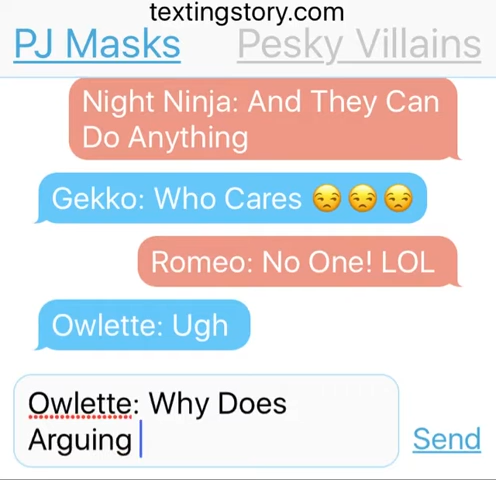 textingstory.com
PJ Masks Pesky Villains
Night Ninja: And They Can
Do Anything
Gekko: Who Cares 😒😒😒
Romeo: No One! LOL
Owlette: Ugh
Owlette: Why Does
Arguing
Send